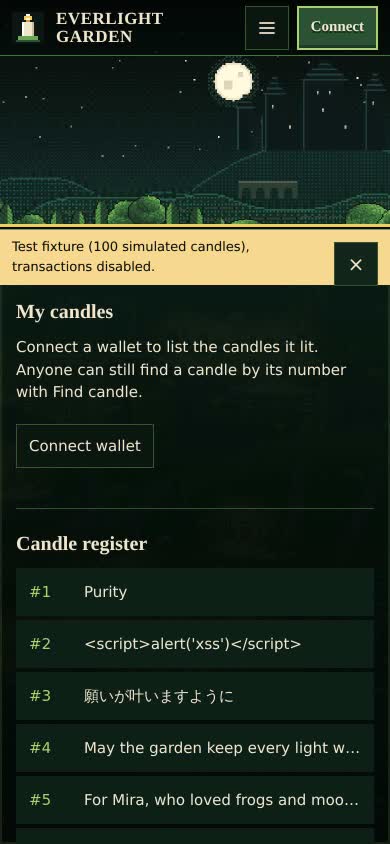 EVERLIGHT
GARDEN
Connect
Test fixture (100 simulated candles),
transactions disabled.
×
My candles
Connect a wallet to list the candles it lit.
Anyone can still find a candle by its number
with Find candle.
Connect wallet
Candle register
#1 Purity
#2 <script>alert('xss')</script>
#3 願いが叶いますように
#4 May the garden keep every light w…
#5 For Mira, who loved frogs and moo…